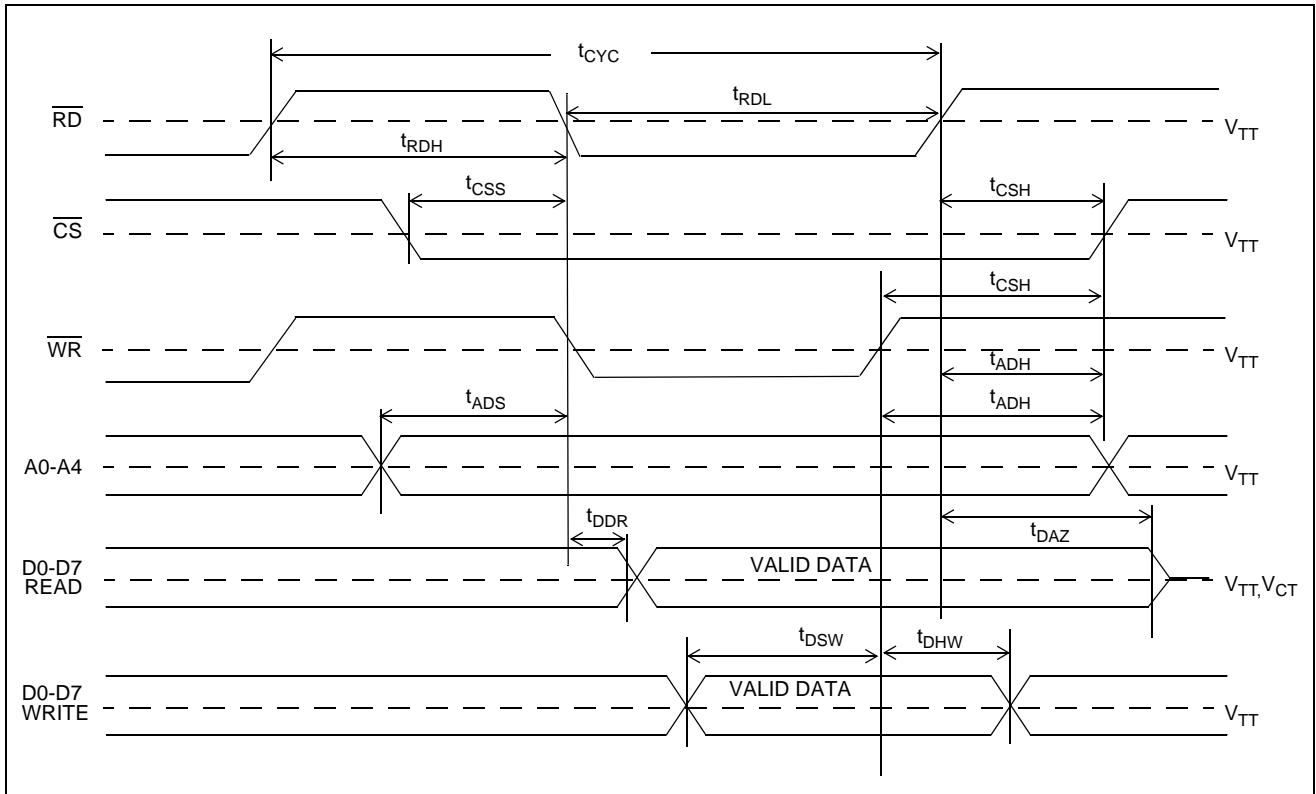 tCYC
tRDL
RD
VTT
tRDH
tCSS
tCSH
CS
VTT
tCSH
WR
VTT
tADH
tADS
tADH
A0-A4
VTT
tDDR
tDAZ
D0-D7
READ
VALID DATA
VTT,VCT
tDSW
tDHW
D0-D7
WRITE
VALID DATA
VTT